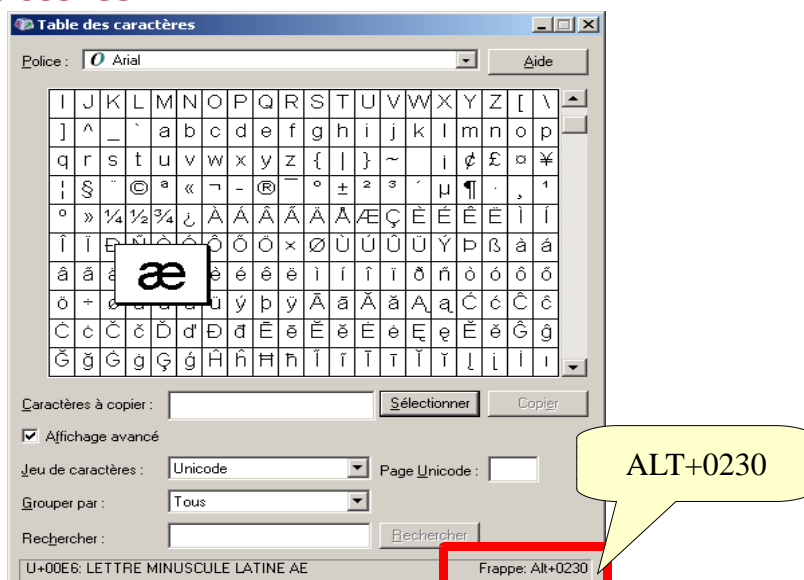 Table des caractères
Police : O Arial Aide
I J K L M N O P Q R S T U V W X Y Z [ \
] ^ _ ` a b c d e f g h i j k l m n o p
q r s t u v w x y z { | } ~ ¡ ¢ £ ¤ ¥
¦ § ¨ © ª « ¬ - ® ¯ ° ± ² ³ ´ µ ¶ · ¸ ¹
º » ¼ ½ ¾ ¿ À Á Â Ã Ä Å Æ Ç È É Ê Ë Ì Í
Î Ï Ð Ñ Ò Ó Ô Õ Ö × Ø Ù Ú Û Ü Ý Þ ß à á
â ã æ è é ê ë ì í î ï ð ñ ò ó ô õ
ö ÷ ø ü ý þ ÿ Ā ā Ă ă Ą ą Ć ć Ĉ ĉ
Ċ ċ Č č Ď ď Đ đ Ē ē Ĕ ĕ Ė ė Ę ę Ě ě Ĝ ĝ
Ğ ğ Ġ ġ Ģ ģ Ĥ ĥ Ħ ħ Ĩ ĩ Ī ī Ĭ ĭ Į į İ ı
Caractères à copier : Sélectionner Copier
Affichage avancé
Jeu de caractères : Unicode Page Unicode :
ALT+0230
Grouper par : Tous
Rechercher : Rechercher
U+00E6: LETTRE MINUSCULE LATINE AE Frappe: Alt+0230